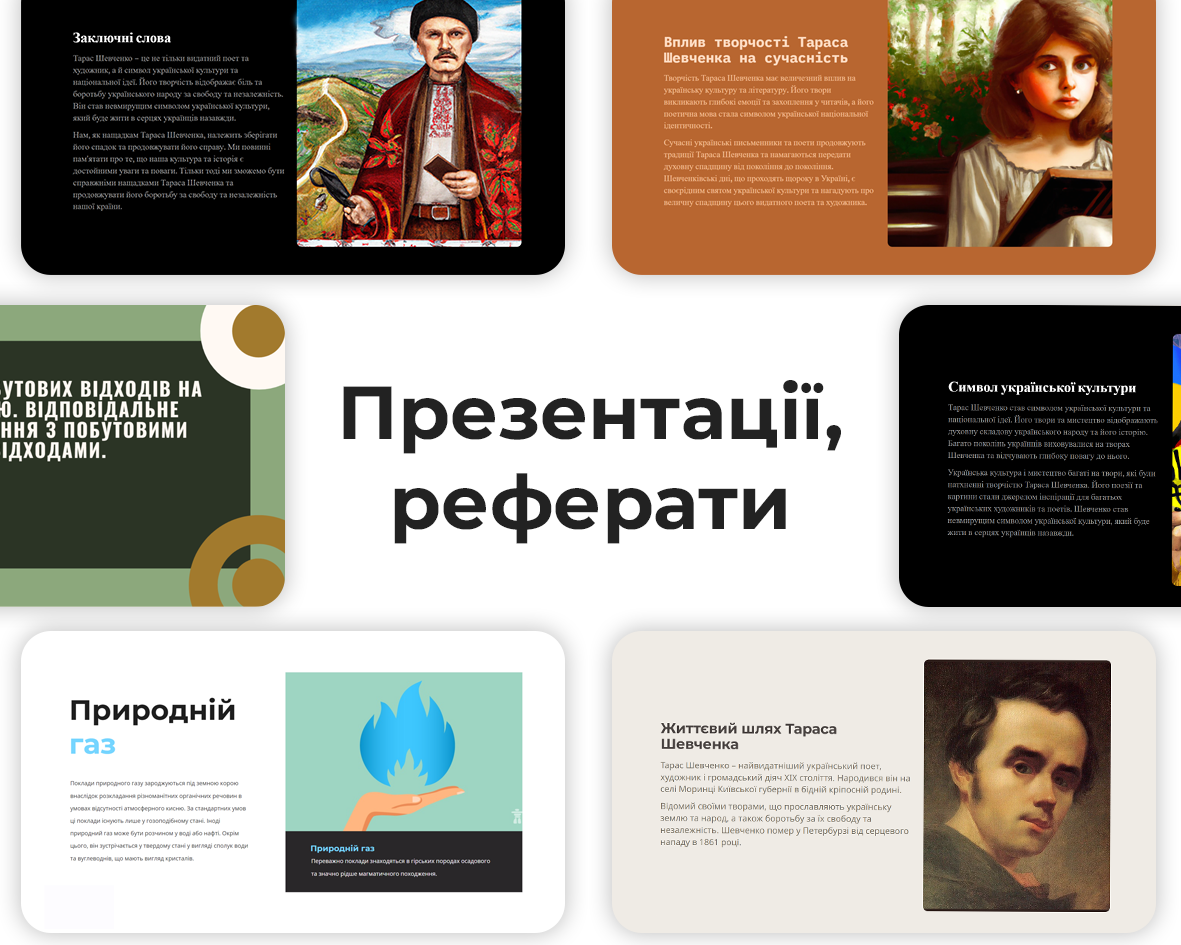 Заключні слова
Тарас Шевченко – це не тільки видатний поет та
художник, а й символ української культури та
національної ідеї. Його творчість відображає біль та
боротьбу українського народу за свободу та незалежність.
Він став невмирущим символом української культури,
який буде жити в серцях українців назавжди.
Нам, як нащадкам Тараса Шевченка, належить зберігати
його спадок та продовжувати його справу. Ми повинні
пам'ятати про те, що наша культура та історія є
достойними уваги та поваги. Тільки тоді ми зможемо бути
справжніми нащадками Тараса Шевченка та
продовжувати його боротьбу за свободу та незалежність
нашої країни.
Вплив творчості Тараса
Шевченка на сучасність
Творчість Тараса Шевченка має величезний вплив на
українську культуру та літературу. Його твори
викликають глибокі емоції та захоплення у читачів, а його
поетична мова стала символом української національної
ідентичності.
Сучасні українські письменники та поети продовжують
традиції Тараса Шевченка та намагаються передати
духовну спадщину від покоління до покоління.
Шевченківські дні, що проходять щороку в Україні, є
своєрідним святом української культури та нагадують про
величну спадщину цього видатного поета та художника.
БУТОВИХ ВІДХОДІВ НА
Ю. ВІДПОВІДАЛЬНЕ
ННЯ З ПОБУТОВИМИ
ІДХОДАМИ.
Презентації,
реферати
Символ української культури
Тарас Шевченко став символом української культури та
національної ідеї. Його твори та мистецтво відображають
духовну складову українського народу та його історію.
Багато поколінь українців виховувалися на творах
Шевченка та відчувають глибоку повагу до нього.
Українська культура і мистецтво багаті на твори, які були
натхненні творчістю Тараса Шевченка. Його поезії та
картини стали джерелом інспірації для багатьох
українських художників та поетів. Шевченко став
невмирущим символом української культури, який буде
жити в серцях українців назавжди.
Природній
газ
Поклади природного газу зароджуються під земною корою
внаслідок розкладання різноманітних органічних речовин в
умовах відсутності атмосферного кисню. За стандартних умов
ці поклади існують лише у газоподібному стані. Іноді
природний газ може бути розчином у воді або нафті. Окрім
цього, він зустрічається у твердому стані у вигляді сполук води
та вуглеводнів, що мають вигляд кристалів.
Природній газ
Переважно поклади знаходяться в гірських породах осадового
та значно рідше магматичного походження.
Життєвий шлях Тараса
Шевченка
Тарас Шевченко – найвидатніший український поет,
художник і громадський діяч XIX століття. Народився він на
селі Моринці Київської губернії в бідній кріпосній родині.
Відомий своїми творами, що прославляють українську
землю та народ, а також боротьбу за їх свободу та
незалежність. Шевченко помер у Петербурзі від серцевого
нападу в 1861 році.